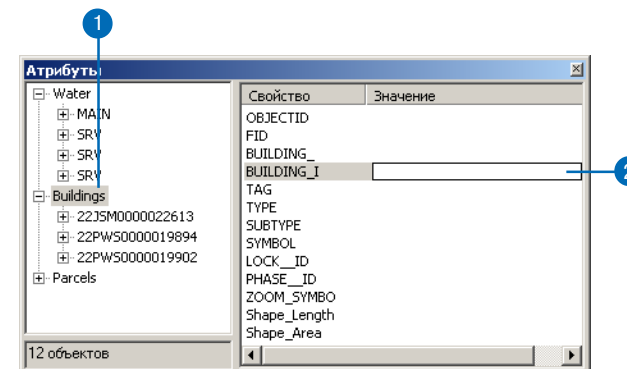 1
Атрибуты
Water
MAIN
SRV
SRV
SRV
Buildings
22JSM0000022613
22PWS0000019894
22PWS0000019902
Parcels
12 объектов
Свойство Значение
OBJECTID
FID
BUILDING_
BUILDING_I
2
TAG
TYPE
SUBTYPE
SYMBOL
LOCK__ID
PHASE__ID
ZOOM_SYMBO
Shape_Length
Shape_Area